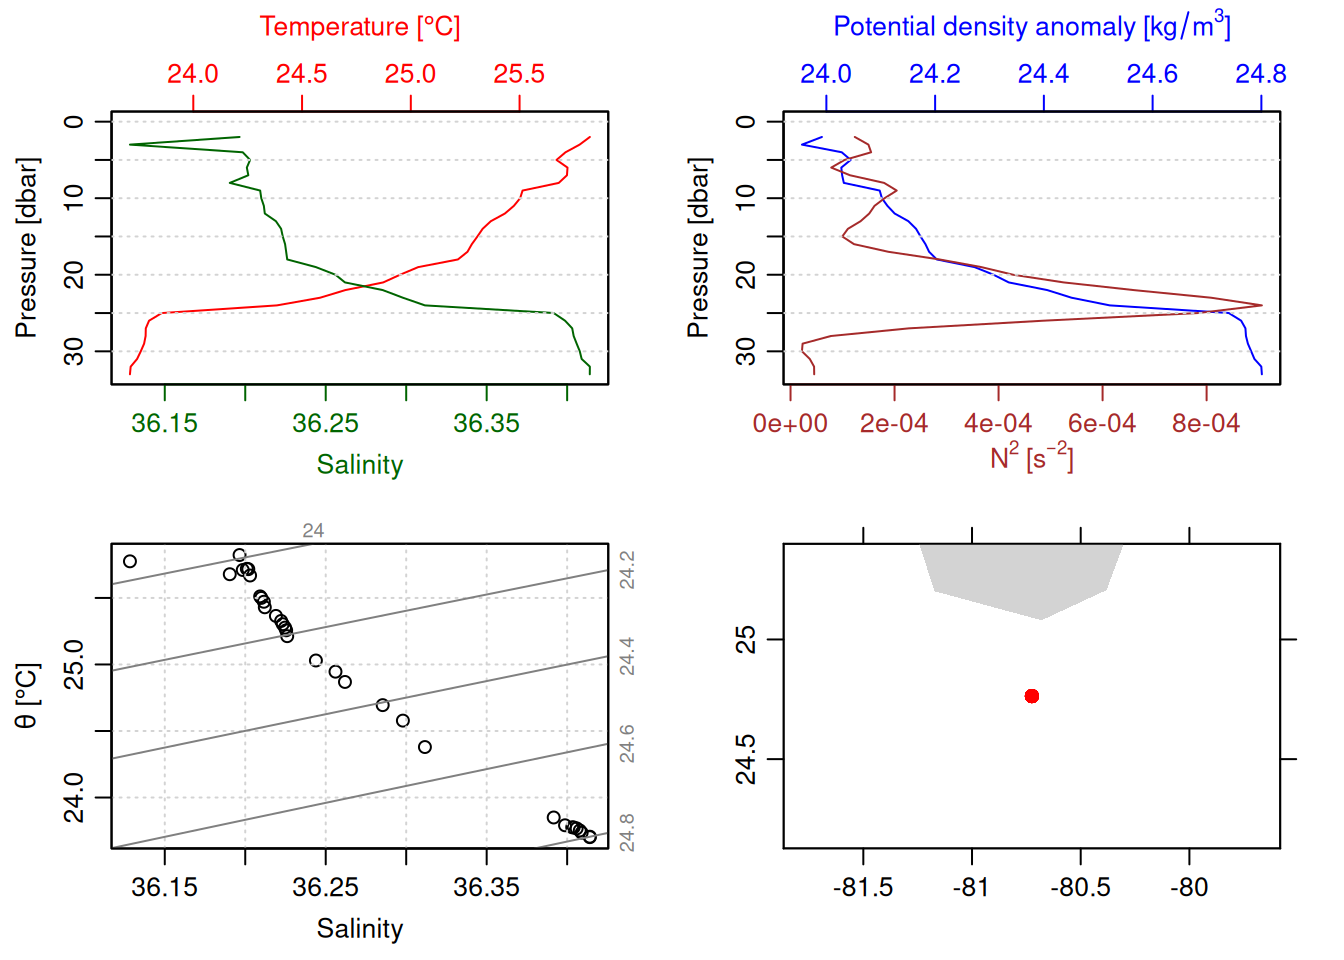 Temperature [°C]
24.0 24.5 25.0 25.5
Pressure [dbar]
0
10
20
30
36.15 36.25 36.35
Salinity
Potential density anomaly [kg/m³]
24.0 24.2 24.4 24.6 24.8
Pressure [dbar]
0
10
20
30
0e+00 2e-04 4e-04 6e-04 8e-04
N² [s⁻²]
24
24.2
24.4
24.6
24.8
θ [°C]
25.0
24.0
36.15 36.25 36.35
Salinity
25
24.5
-81.5 -81 -80.5 -80